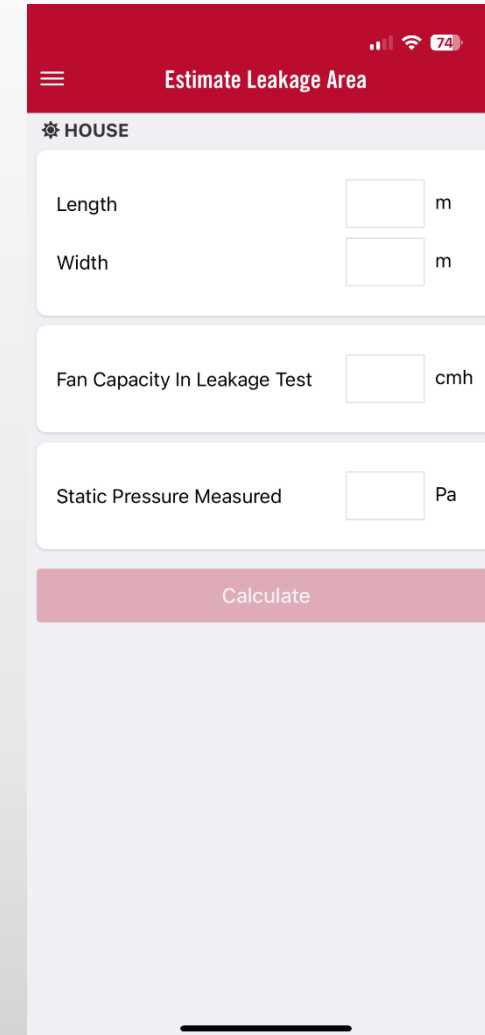 74
Estimate Leakage Area
HOUSE
Length m
Width m
Fan Capacity In Leakage Test cmh
Static Pressure Measured Pa
Calculate